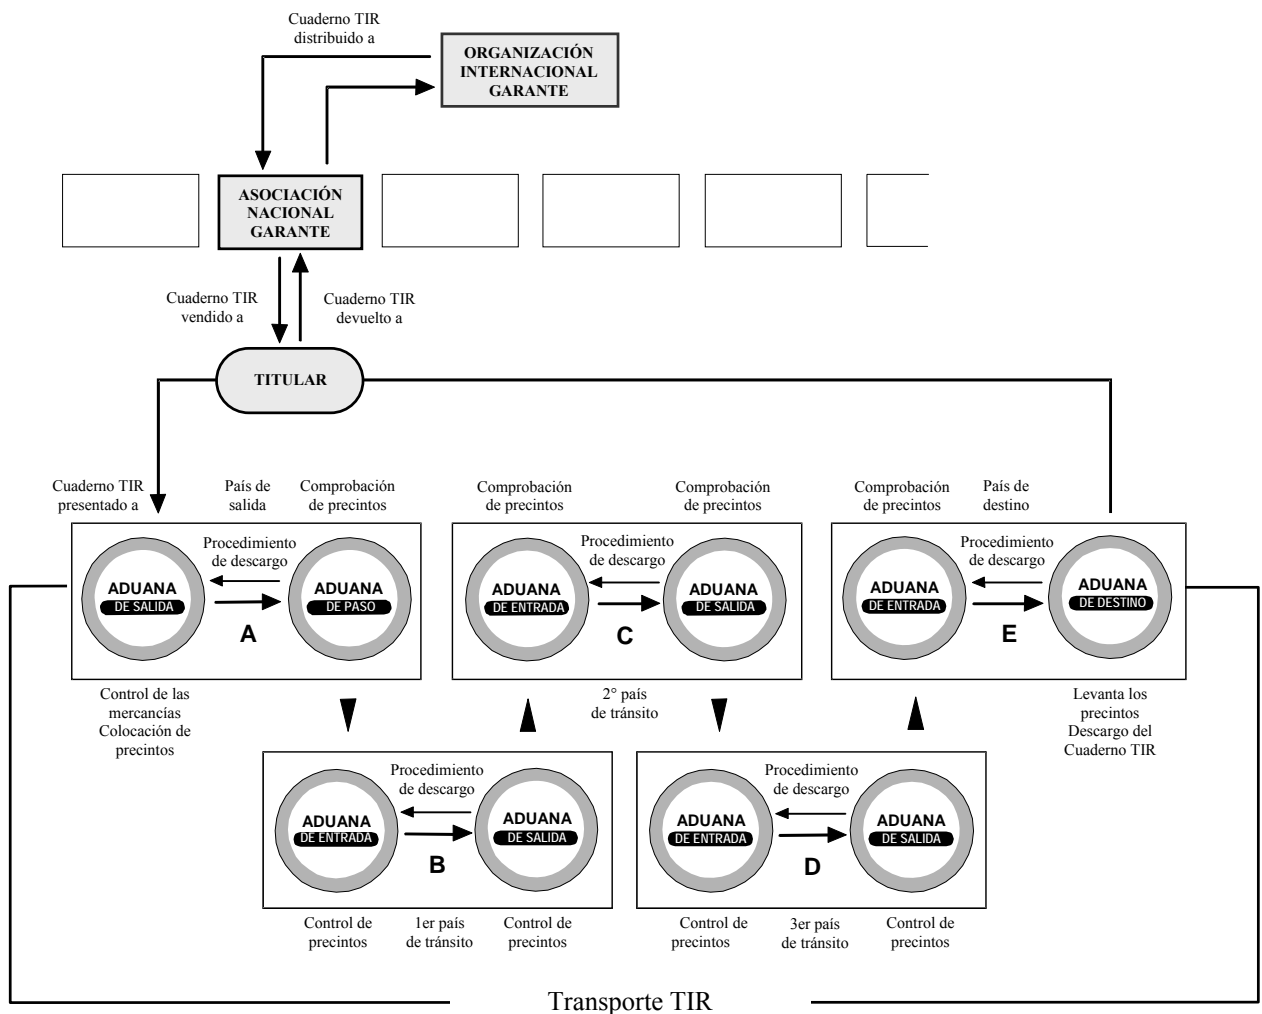 Cuaderno TIR
distribuido a
ORGANIZACIÓN
INTERNACIONAL
GARANTE
ASOCIACIÓN
NACIONAL
GARANTE
Cuaderno TIR
vendido a
Cuaderno TIR
devuelto a
TITULAR
Cuaderno TIR
presentado a
País de
salida
Comprobación
de precintos
Comprobación
de precintos
Comprobación
de precintos
Comprobación
de precintos
País de
destino
ADUANA
DE SALIDA
Procedimiento
de descargo
A
ADUANA
DE PASO
ADUANA
DE ENTRADA
Procedimiento
de descargo
C
ADUANA
DE SALIDA
ADUANA
DE ENTRADA
Procedimiento
de descargo
E
ADUANA
DE DESTINO
Control de las
mercancías
Colocación de
precintos
2° país
de tránsito
Levanta los
precintos
Descargo del
Cuaderno TIR
ADUANA
DE ENTRADA
Procedimiento
de descargo
B
ADUANA
DE SALIDA
ADUANA
DE ENTRADA
Procedimiento
de descargo
D
ADUANA
DE SALIDA
Control de
precintos
1er país
de tránsito
Control de
precintos
Control de
precintos
3er país
de tránsito
Control de
precintos
Transporte TIR